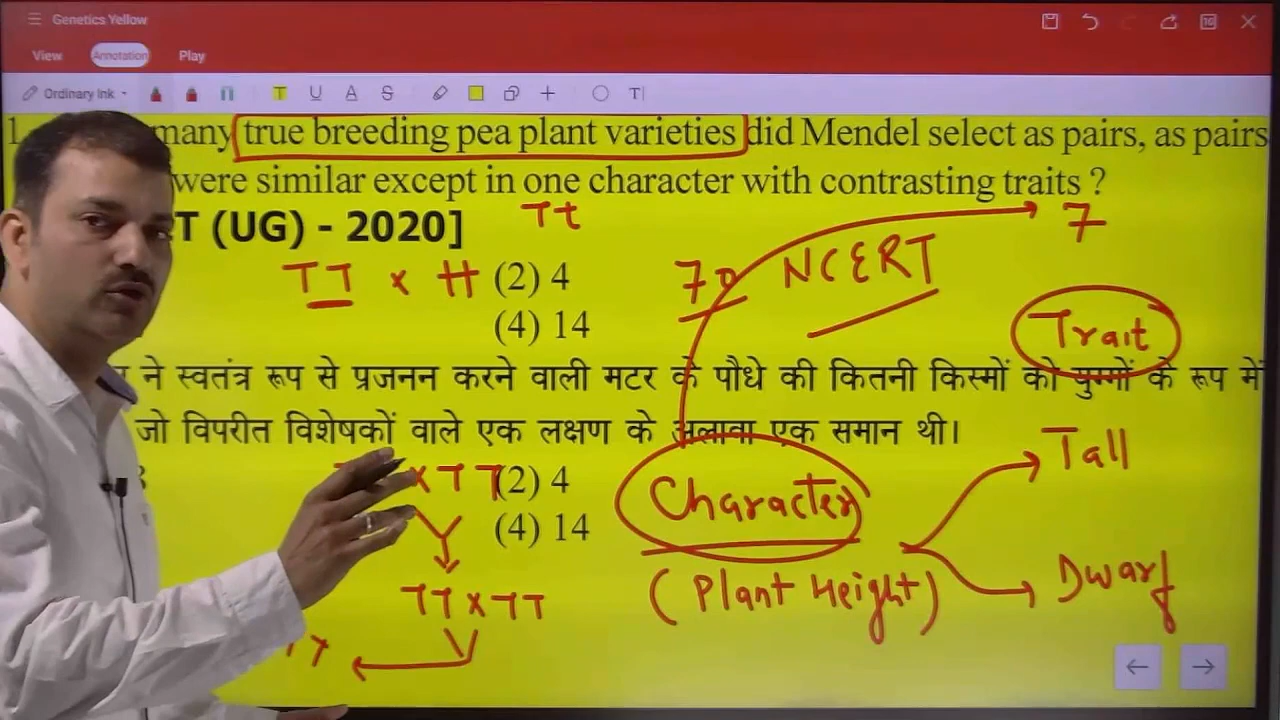 Genetics Yellow
View Annotation Play
Ordinary Ink T U A S T
1. many true breeding pea plant varieties did Mendel select as pairs, as pairs
were similar except in one character with contrasting traits ?
T (UG) - 2020] Tt 7
TT x tt (2) 4 70 NCERT
(4) 14 Trait
ने स्वतंत्र रूप से प्रजनन करने वाली मटर के पौधे की कितनी किस्मों को युग्मों के रूप में
जो विपरीत विशेषकों वाले एक लक्षण के अलावा एक समान थी।
x TT (2) 4 Character Tall
(4) 14
TT x TT (Plant Height) Dwarf